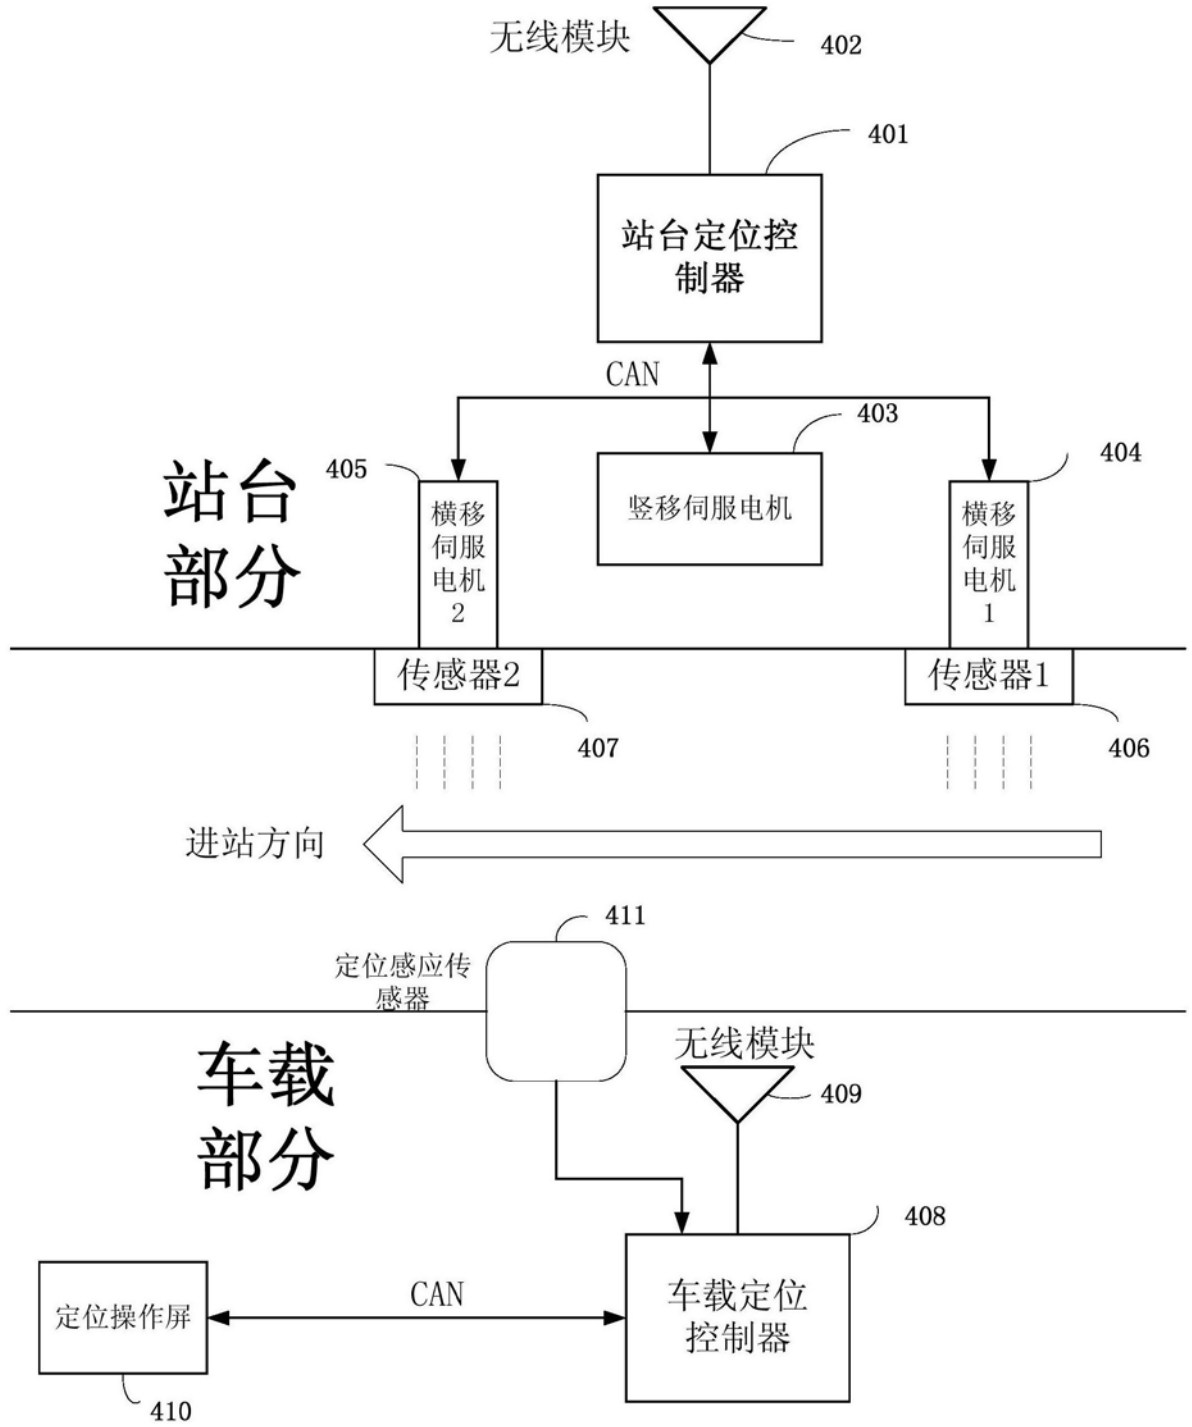 无线模块
402
401
站台定位控
制器
CAN
403
404
405
站台
部分
横移
伺服
电机
2
竖移伺服电机
横移
伺服
电机
1
传感器2
传感器1
407
406
进站方向
411
定位感应传
感器
无线模块
409
车载
部分
408
CAN
车载定位
控制器
定位操作屏
410